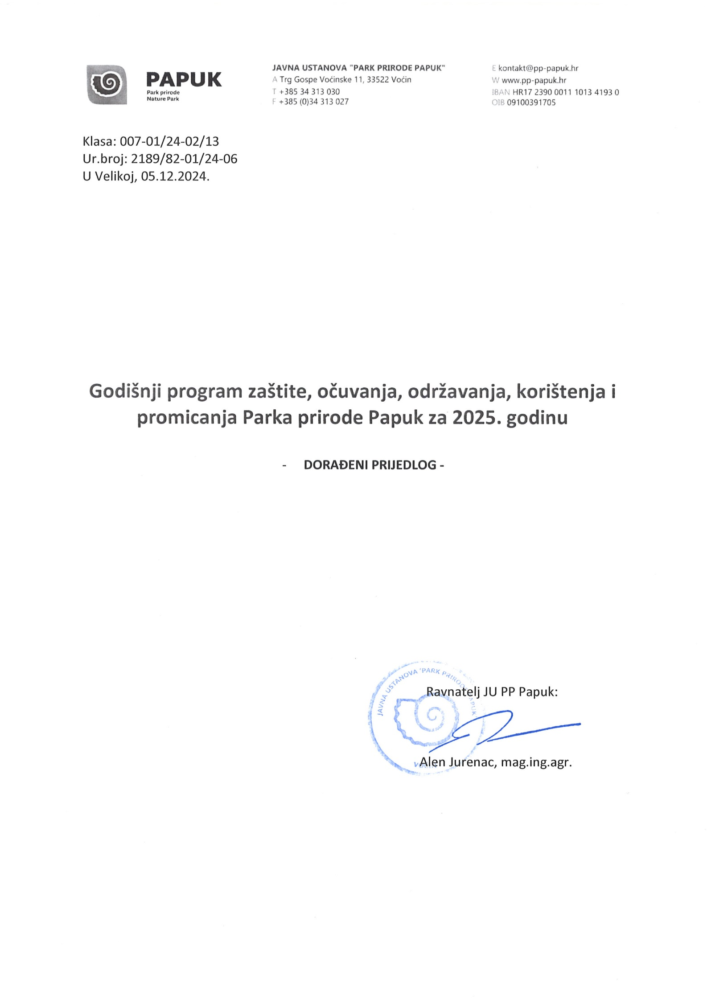 PAPUK
Park prirode
Nature Park
JAVNA USTANOVA "PARK PRIRODE PAPUK"
A Trg Gospe Voćinske 11, 33522 Voćin
T +385 34 313 030
F +385 (0)34 313 027
E kontakt@pp-papuk.hr
W www.pp-papuk.hr
IBAN HR17 2390 0011 1013 4193 0
OIB 09100391705
Klasa: 007-01/24-02/13
Ur.broj: 2189/82-01/24-06
U Velikoj, 05.12.2024.
Godišnji program zaštite, očuvanja, održavanja, korištenja i
promicanja Parka prirode Papuk za 2025. godinu
- DORAĐENI PRIJEDLOG -
JAVNA USTANOVA 'PARK PRIRODE PAPUK'
Ravnatelj JU PP Papuk:
Alen Jurenac, mag.ing.agr.
VOĆIN